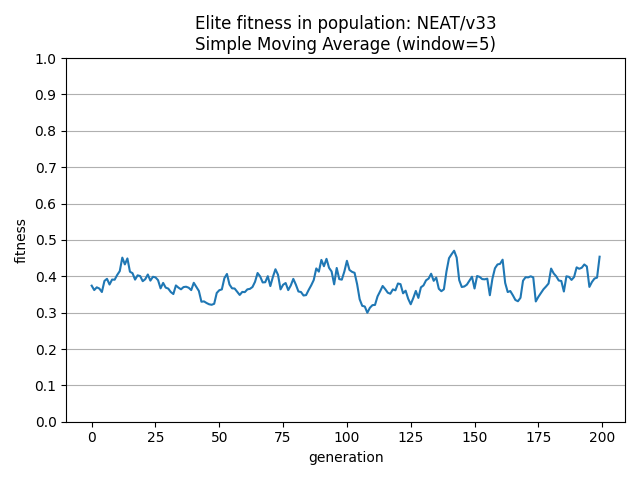 Elite fitness in population: NEAT/v33
Simple Moving Average (window=5)
1.0
0.9
0.8
0.7
0.6
0.5
0.4
0.3
0.2
0.1
0.0
fitness
0 25 50 75 100 125 150 175 200
generation